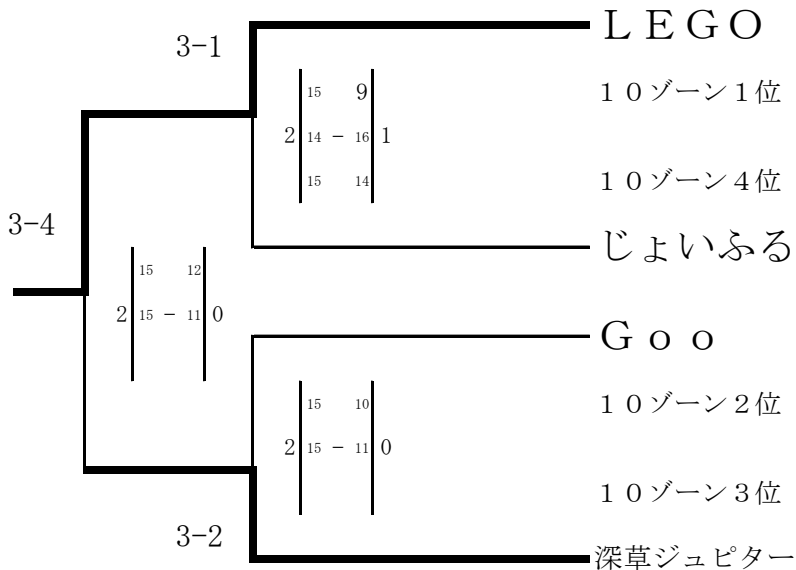 ＬＥＧＯ
3-1
１０ゾーン１位
15 9
2 14 - 16 1
15 14
１０ゾーン４位
3-4
じょいふる
15 12
2 15 - 11 0
Ｇｏｏ
１０ゾーン２位
15 10
2 15 - 11 0
１０ゾーン３位
3-2
深草ジュピター